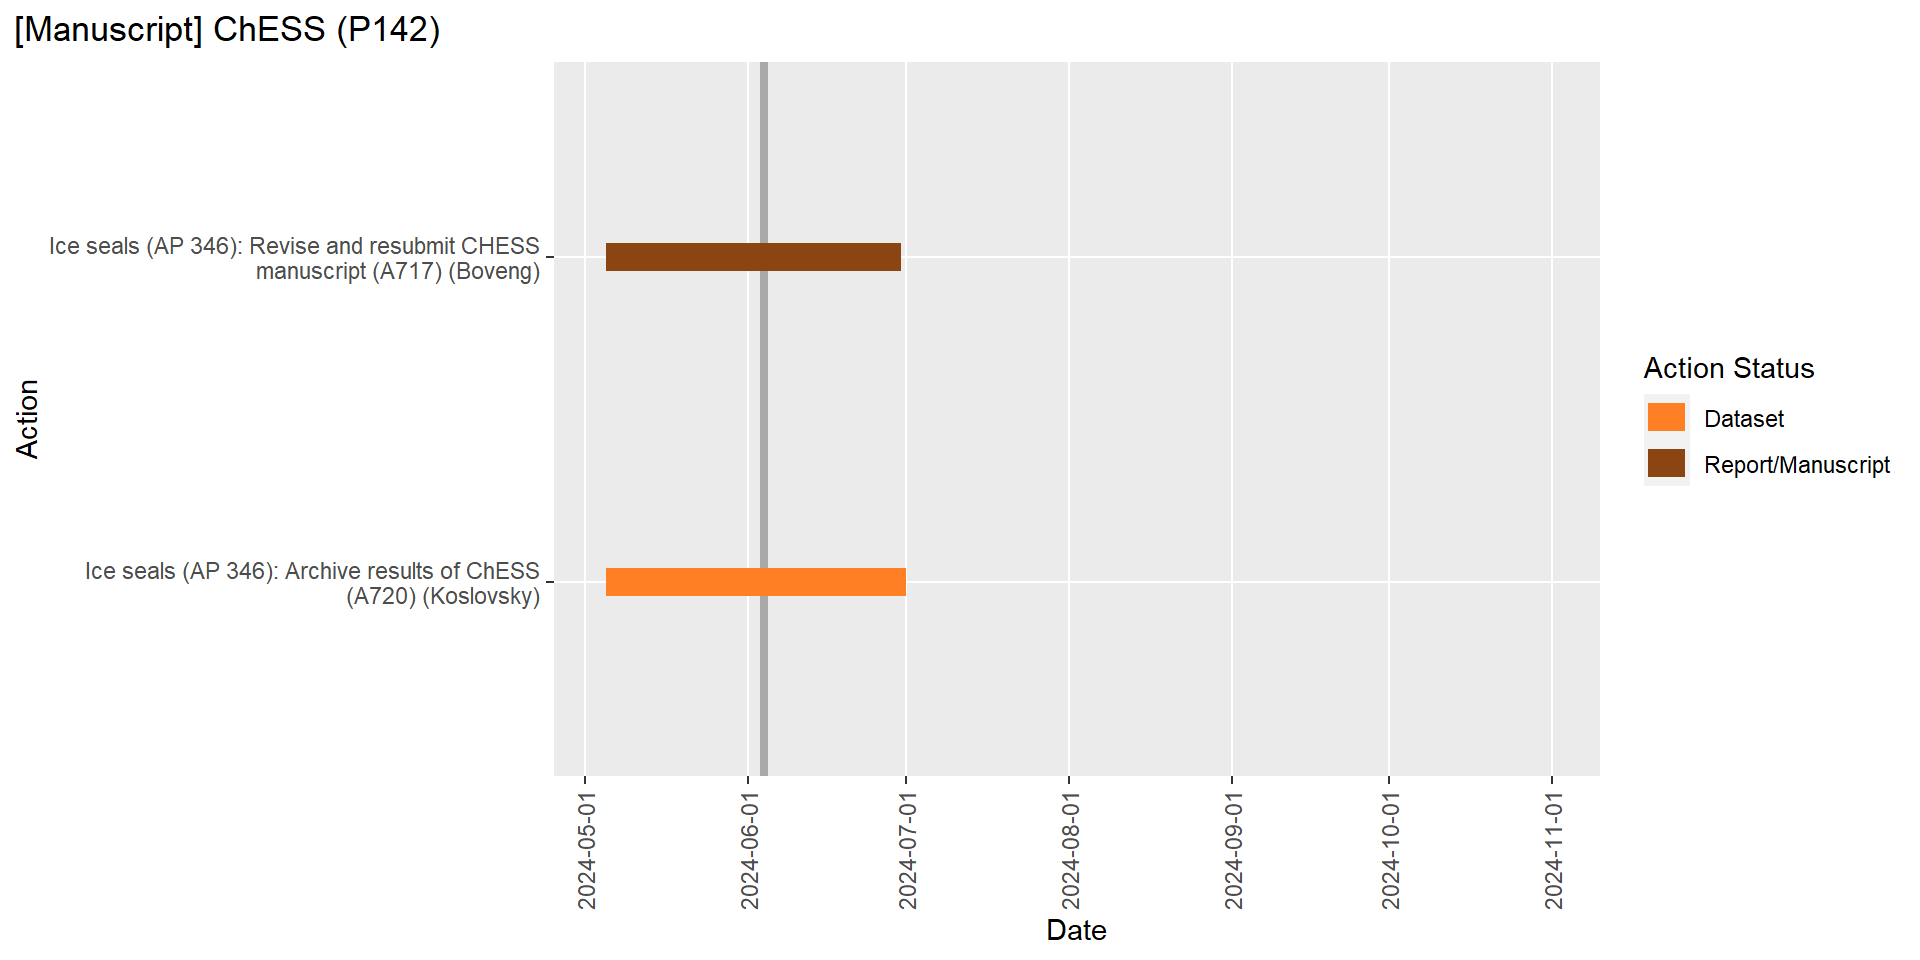 [Manuscript] ChESS (P142)
Action
Ice seals (AP 346): Revise and resubmit CHESS
manuscript (A717) (Boveng)
Ice seals (AP 346): Archive results of ChESS
(A720) (Koslovsky)
2024-05-01
2024-06-01
2024-07-01
2024-08-01
2024-09-01
2024-10-01
2024-11-01
Date
Action Status
Dataset
Report/Manuscript